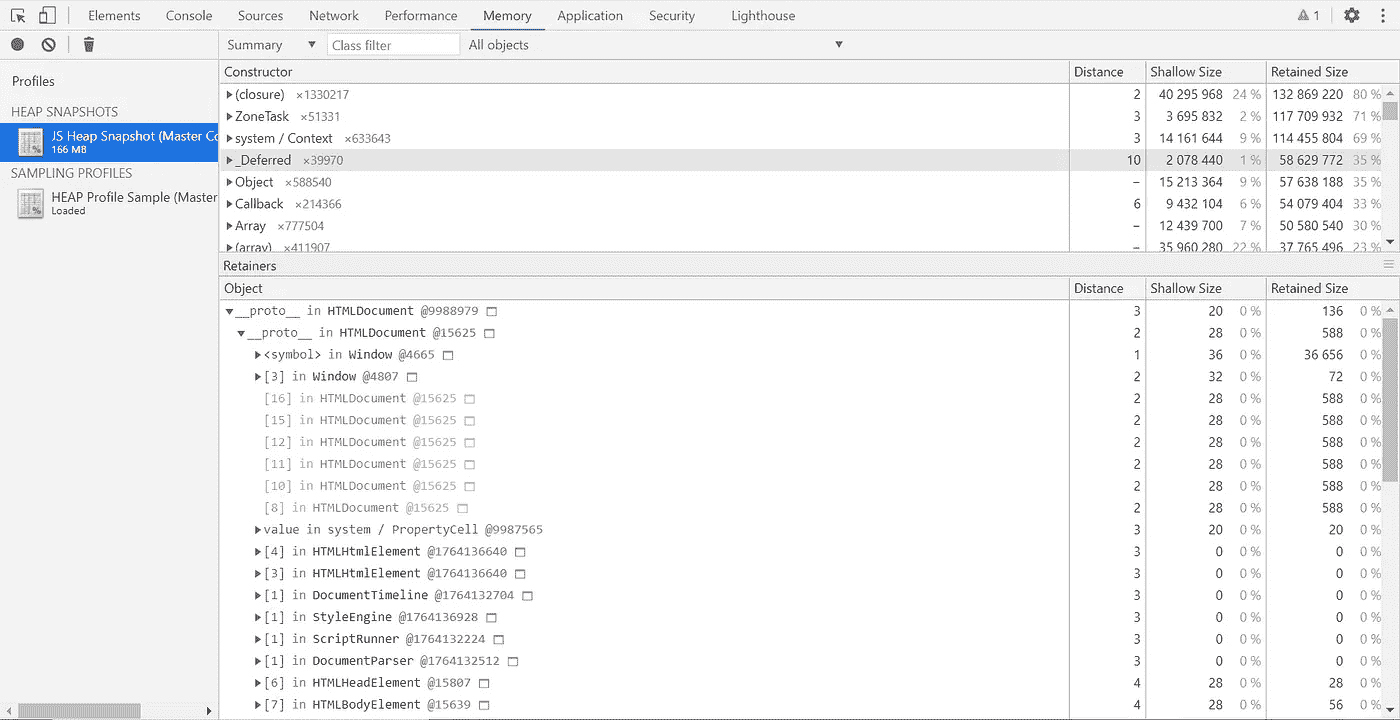 Elements Console Sources Network Performance Memory Application Security Lighthouse 1
Summary Class filter All objects
Profiles
HEAP SNAPSHOTS
JS Heap Snapshot (Master Co
166 MB
SAMPLING PROFILES
HEAP Profile Sample (Master
Loaded
Constructor Distance Shallow Size Retained Size
(closure) ×1330217 2 40 295 968 24 % 132 869 220 80 %
ZoneTask ×51331 3 3 695 832 2 % 117 709 932 71 %
system / Context ×633643 3 14 161 644 9 % 114 455 804 69 %
_Deferred ×39970 10 2 078 440 1 % 58 629 772 35 %
Object ×588540 – 15 213 364 9 % 57 638 188 35 %
Callback ×214366 6 9 432 104 6 % 54 079 404 33 %
Array ×777504 – 12 439 700 7 % 50 580 540 30 %
(array) ×411907 – 35 960 280 22 % 37 765 496 23 %
Retainers
Object Distance Shallow Size Retained Size
__proto__ in HTMLDocument @9988979 3 20 0 % 136 0 %
__proto__ in HTMLDocument @15625 2 28 0 % 588 0 %
<symbol> in Window @4665 1 36 0 % 36 656 0 %
[3] in Window @4807 2 32 0 % 72 0 %
[16] in HTMLDocument @15625 2 28 0 % 588 0 %
[15] in HTMLDocument @15625 2 28 0 % 588 0 %
[12] in HTMLDocument @15625 2 28 0 % 588 0 %
[11] in HTMLDocument @15625 2 28 0 % 588 0 %
[10] in HTMLDocument @15625 2 28 0 % 588 0 %
[8] in HTMLDocument @15625 2 28 0 % 588 0 %
value in system / PropertyCell @9987565 3 20 0 % 20 0 %
[4] in HTMLHtmlElement @1764136640 3 0 0 % 0 0 %
[3] in HTMLHtmlElement @1764136640 3 0 0 % 0 0 %
[1] in DocumentTimeline @1764132704 3 0 0 % 0 0 %
[1] in StyleEngine @1764136928 3 0 0 % 0 0 %
[1] in ScriptRunner @1764132224 3 0 0 % 0 0 %
[1] in DocumentParser @1764132512 3 0 0 % 0 0 %
[6] in HTMLHeadElement @15807 4 28 0 % 28 0 %
[7] in HTMLBodyElement @15639 4 28 0 % 56 0 %